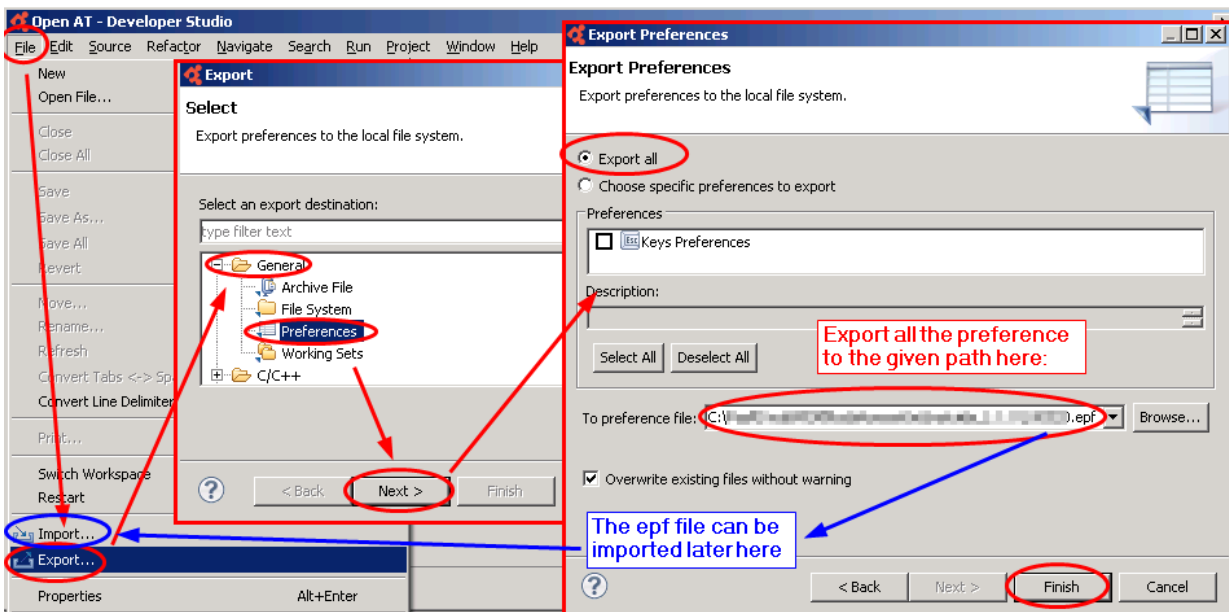 Open AT - Developer Studio
File Edit Source Refactor Navigate Search Run Project Window Help
New
Open File...
Close
Close All
Save
Save As...
Save All
Revert
Move...
Rename...
Refresh
Convert Tabs <-> Sp
Convert Line Delimiter
Print...
Switch Workspace
Restart
Import...
Export...
Properties Alt+Enter
Export
Select
Export preferences to the local file system.
Select an export destination:
type filter text
General
Archive File
File System
Preferences
Working Sets
C/C++
? < Back Next > Finish
Export Preferences
Export Preferences
Export preferences to the local file system.
Export all
Choose specific preferences to export
Preferences
Esc Keys Preferences
Description:
Export all the preference
to the given path here:
Select All Deselect All
To preference file: C:\ .epf Browse...
Overwrite existing files without warning
The epf file can be
imported later here
? < Back Next > Finish Cancel